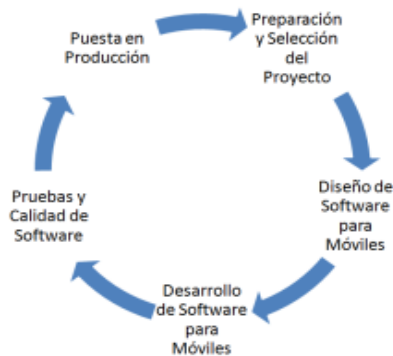 Preparación
y Selección
del
Proyecto
Diseño de
Software
para
Móviles
Desarrollo
de Software
para
Móviles
Pruebas y
Calidad de
Software
Puesta en
Producción